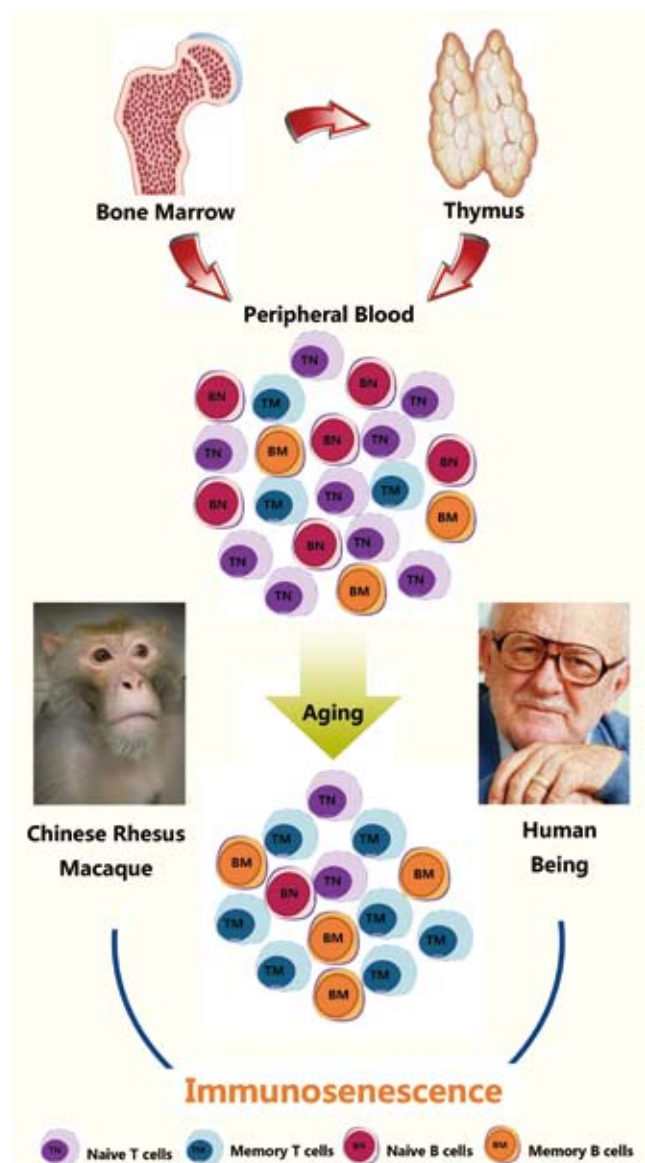 Bone Marrow
Thymus
Peripheral Blood
TN
BN
BN
TM
TN
TN
BM
BN
TN
BN
BN
TM
TN
TM
BM
TN
BN
TN
TN
BM
TN
Aging
Chinese Rhesus
Macaque
Human
Being
TN
TM
TM
BM
BN
TN
BM
TM
BM
TM
TM
TM
TM
BM
Immunosenescence
TN Naive T cells TM Memory T cells BN Naive B cells BM Memory B cells